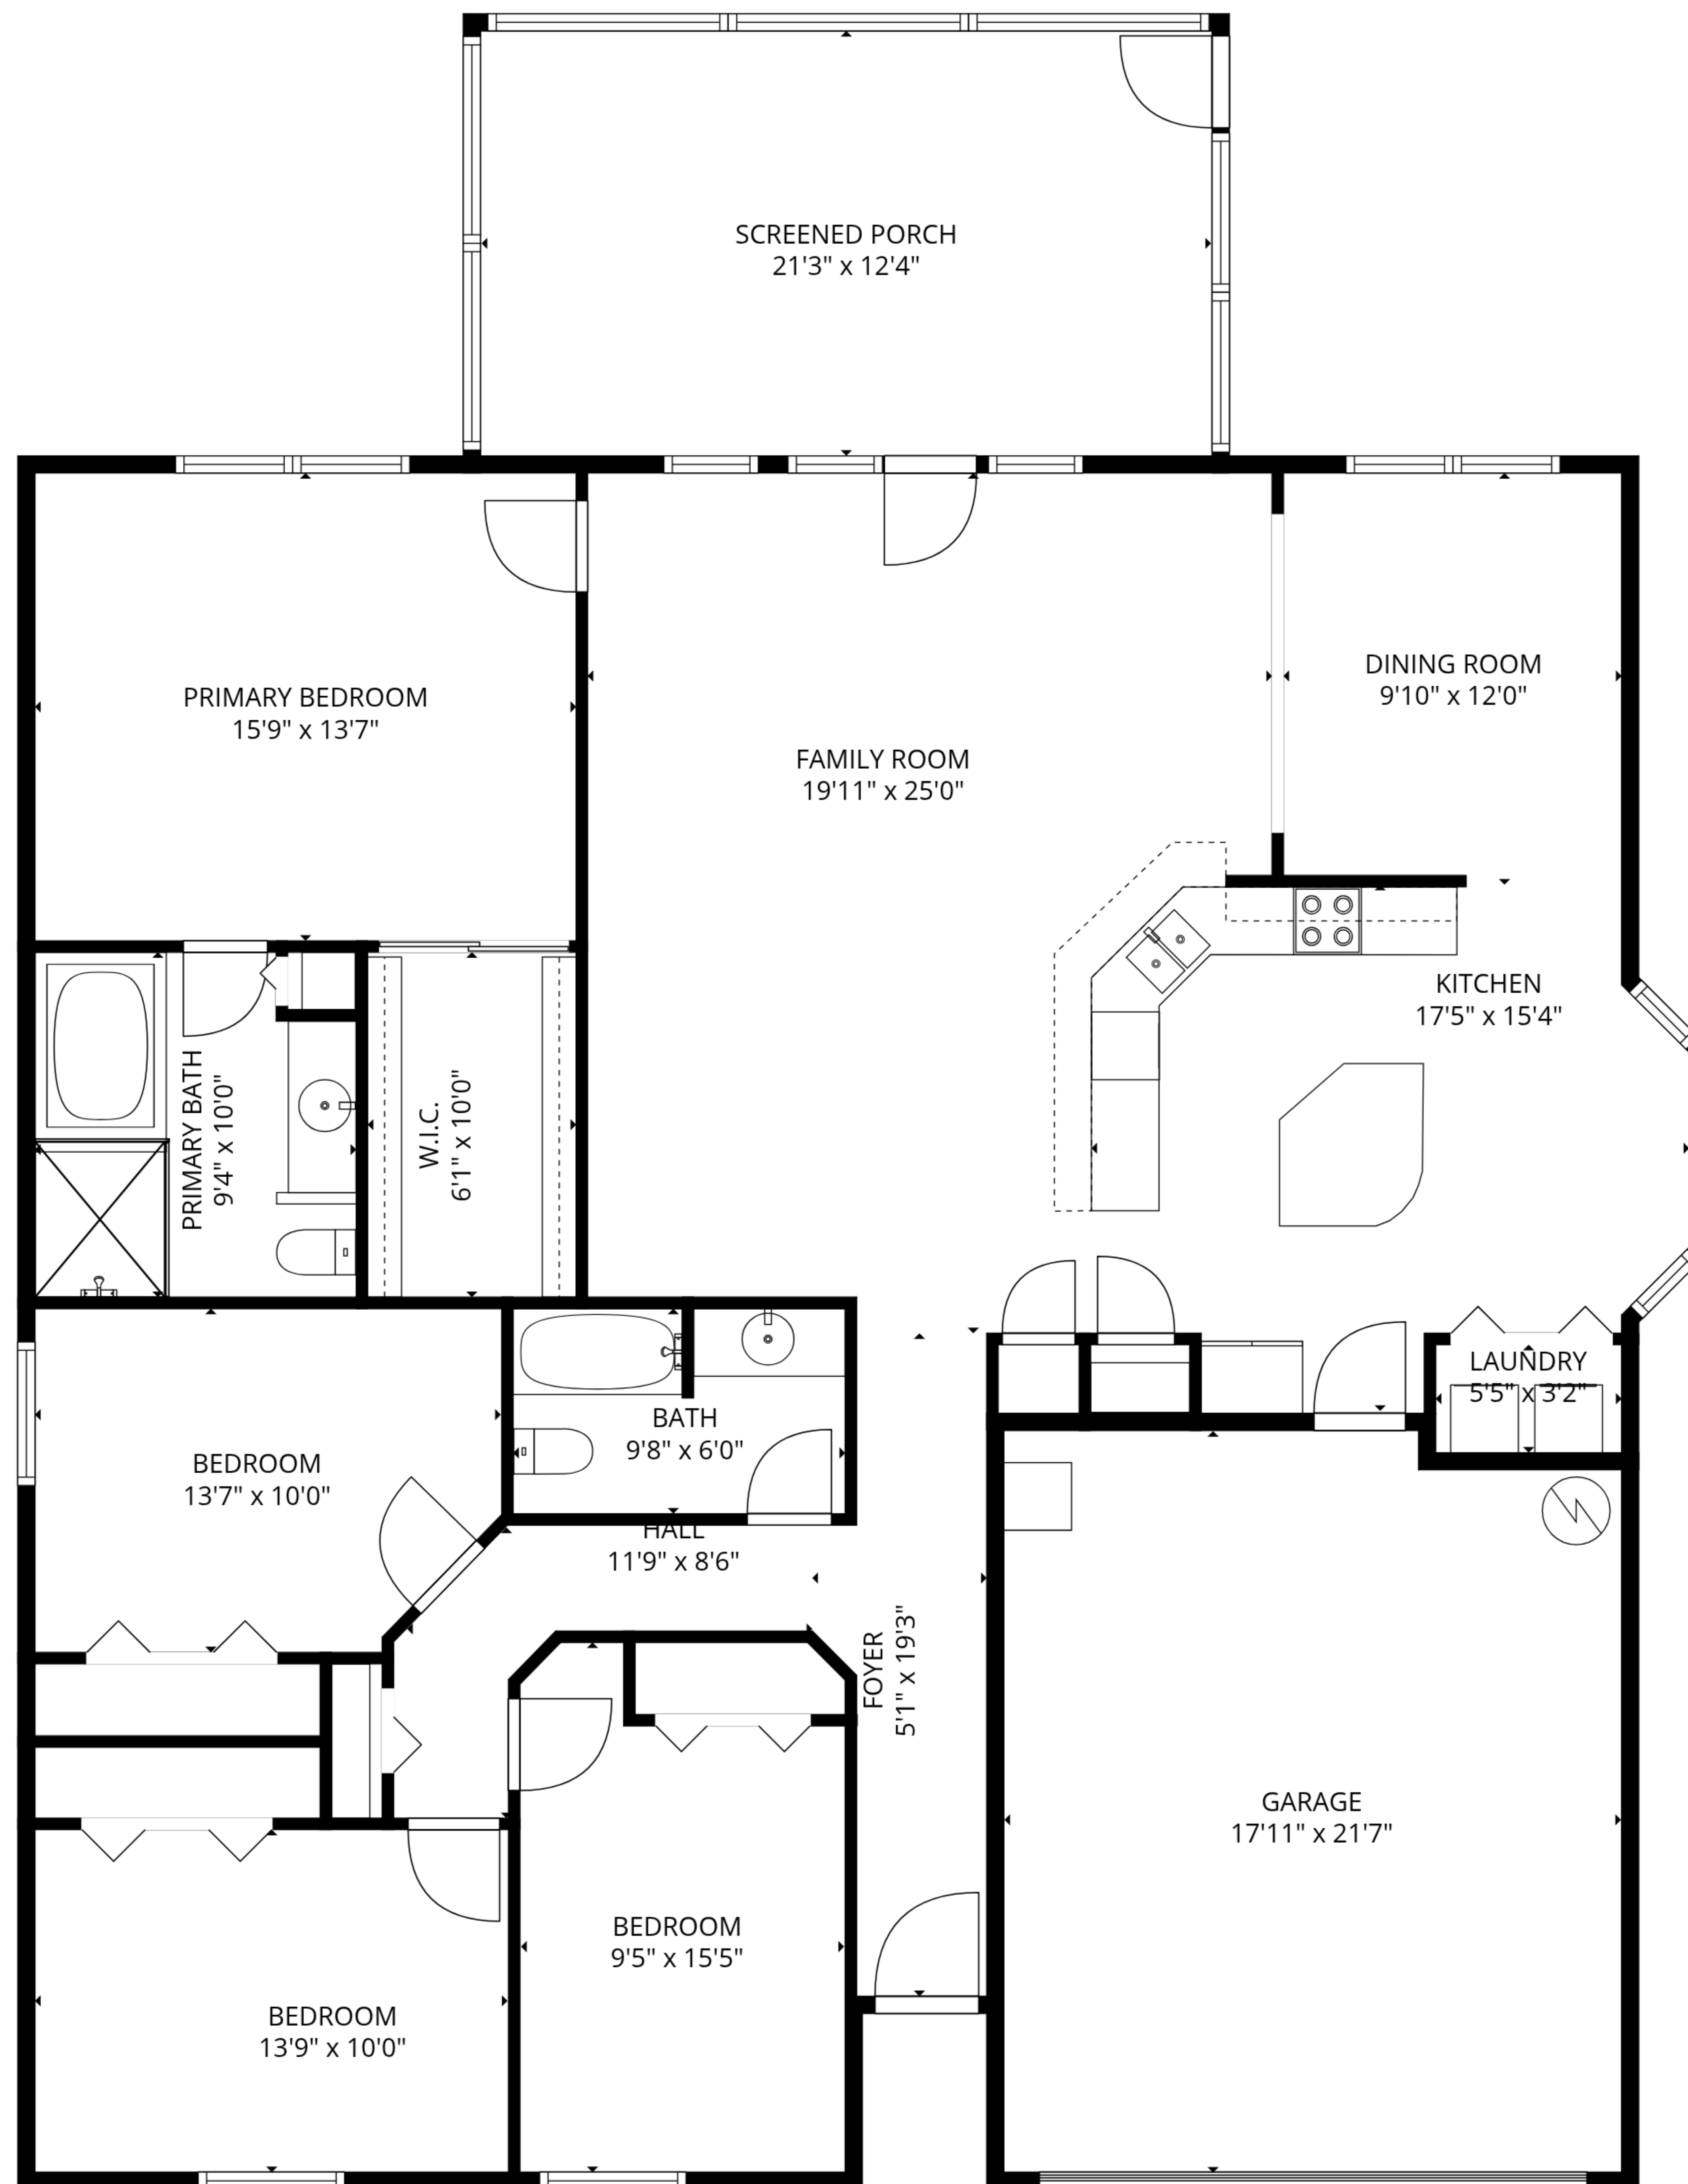 SCREENED PORCH
21'3" x 12'4"
PRIMARY BEDROOM
15'9" x 13'7"
FAMILY ROOM
19'11" x 25'0"
DINING ROOM
9'10" x 12'0"
KITCHEN
17'5" x 15'4"
PRIMARY BATH
9'4" x 10'0"
W.I.C.
6'1" x 10'0"
LAUNDRY
5'5" x 3'2"
BATH
9'8" x 6'0"
BEDROOM
13'7" x 10'0"
HALL
11'9" x 8'6"
FOYER
5'1" x 19'3"
GARAGE
17'11" x 21'7"
BEDROOM
9'5" x 15'5"
BEDROOM
13'9" x 10'0"